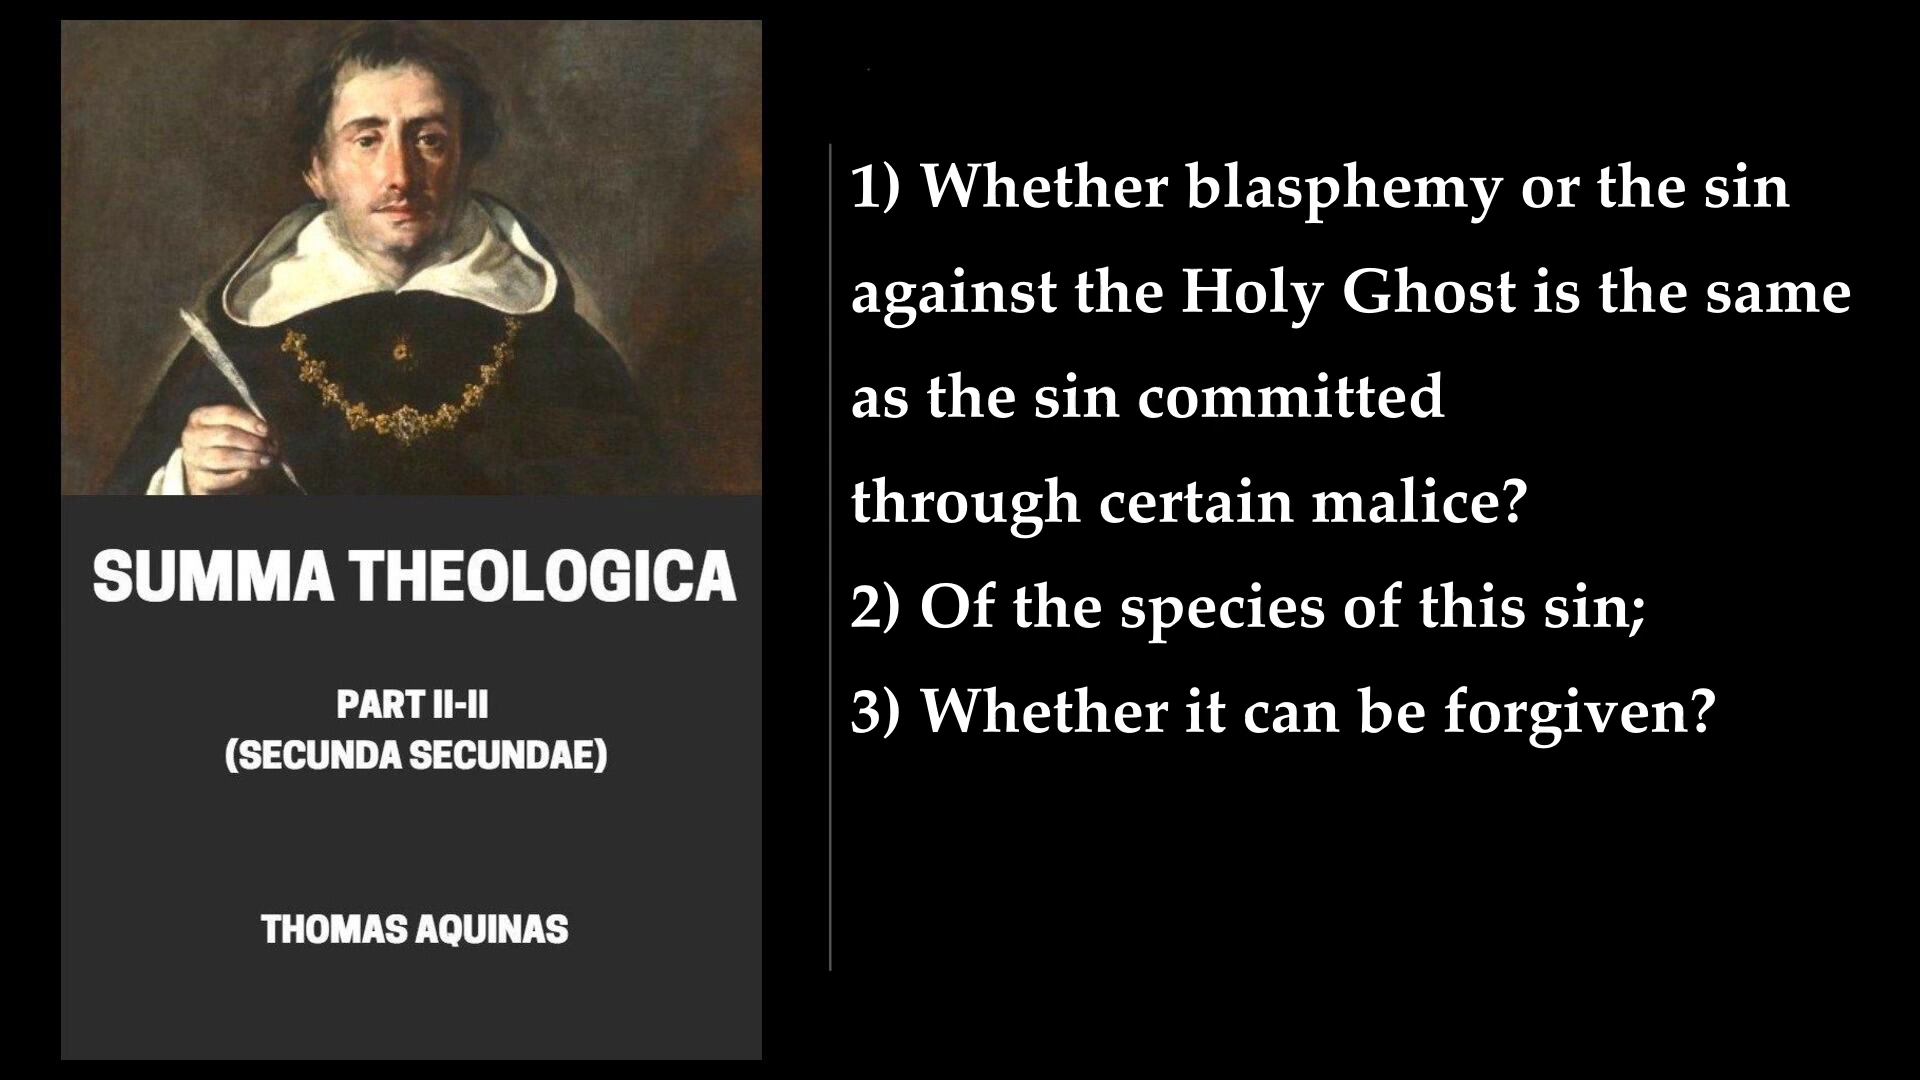 SUMMA THEOLOGICA
PART II-II
(SECUNDA SECUNDAE)
THOMAS AQUINAS
1) Whether blasphemy or the sin
against the Holy Ghost is the same
as the sin committed
through certain malice?
2) Of the species of this sin;
3) Whether it can be forgiven?